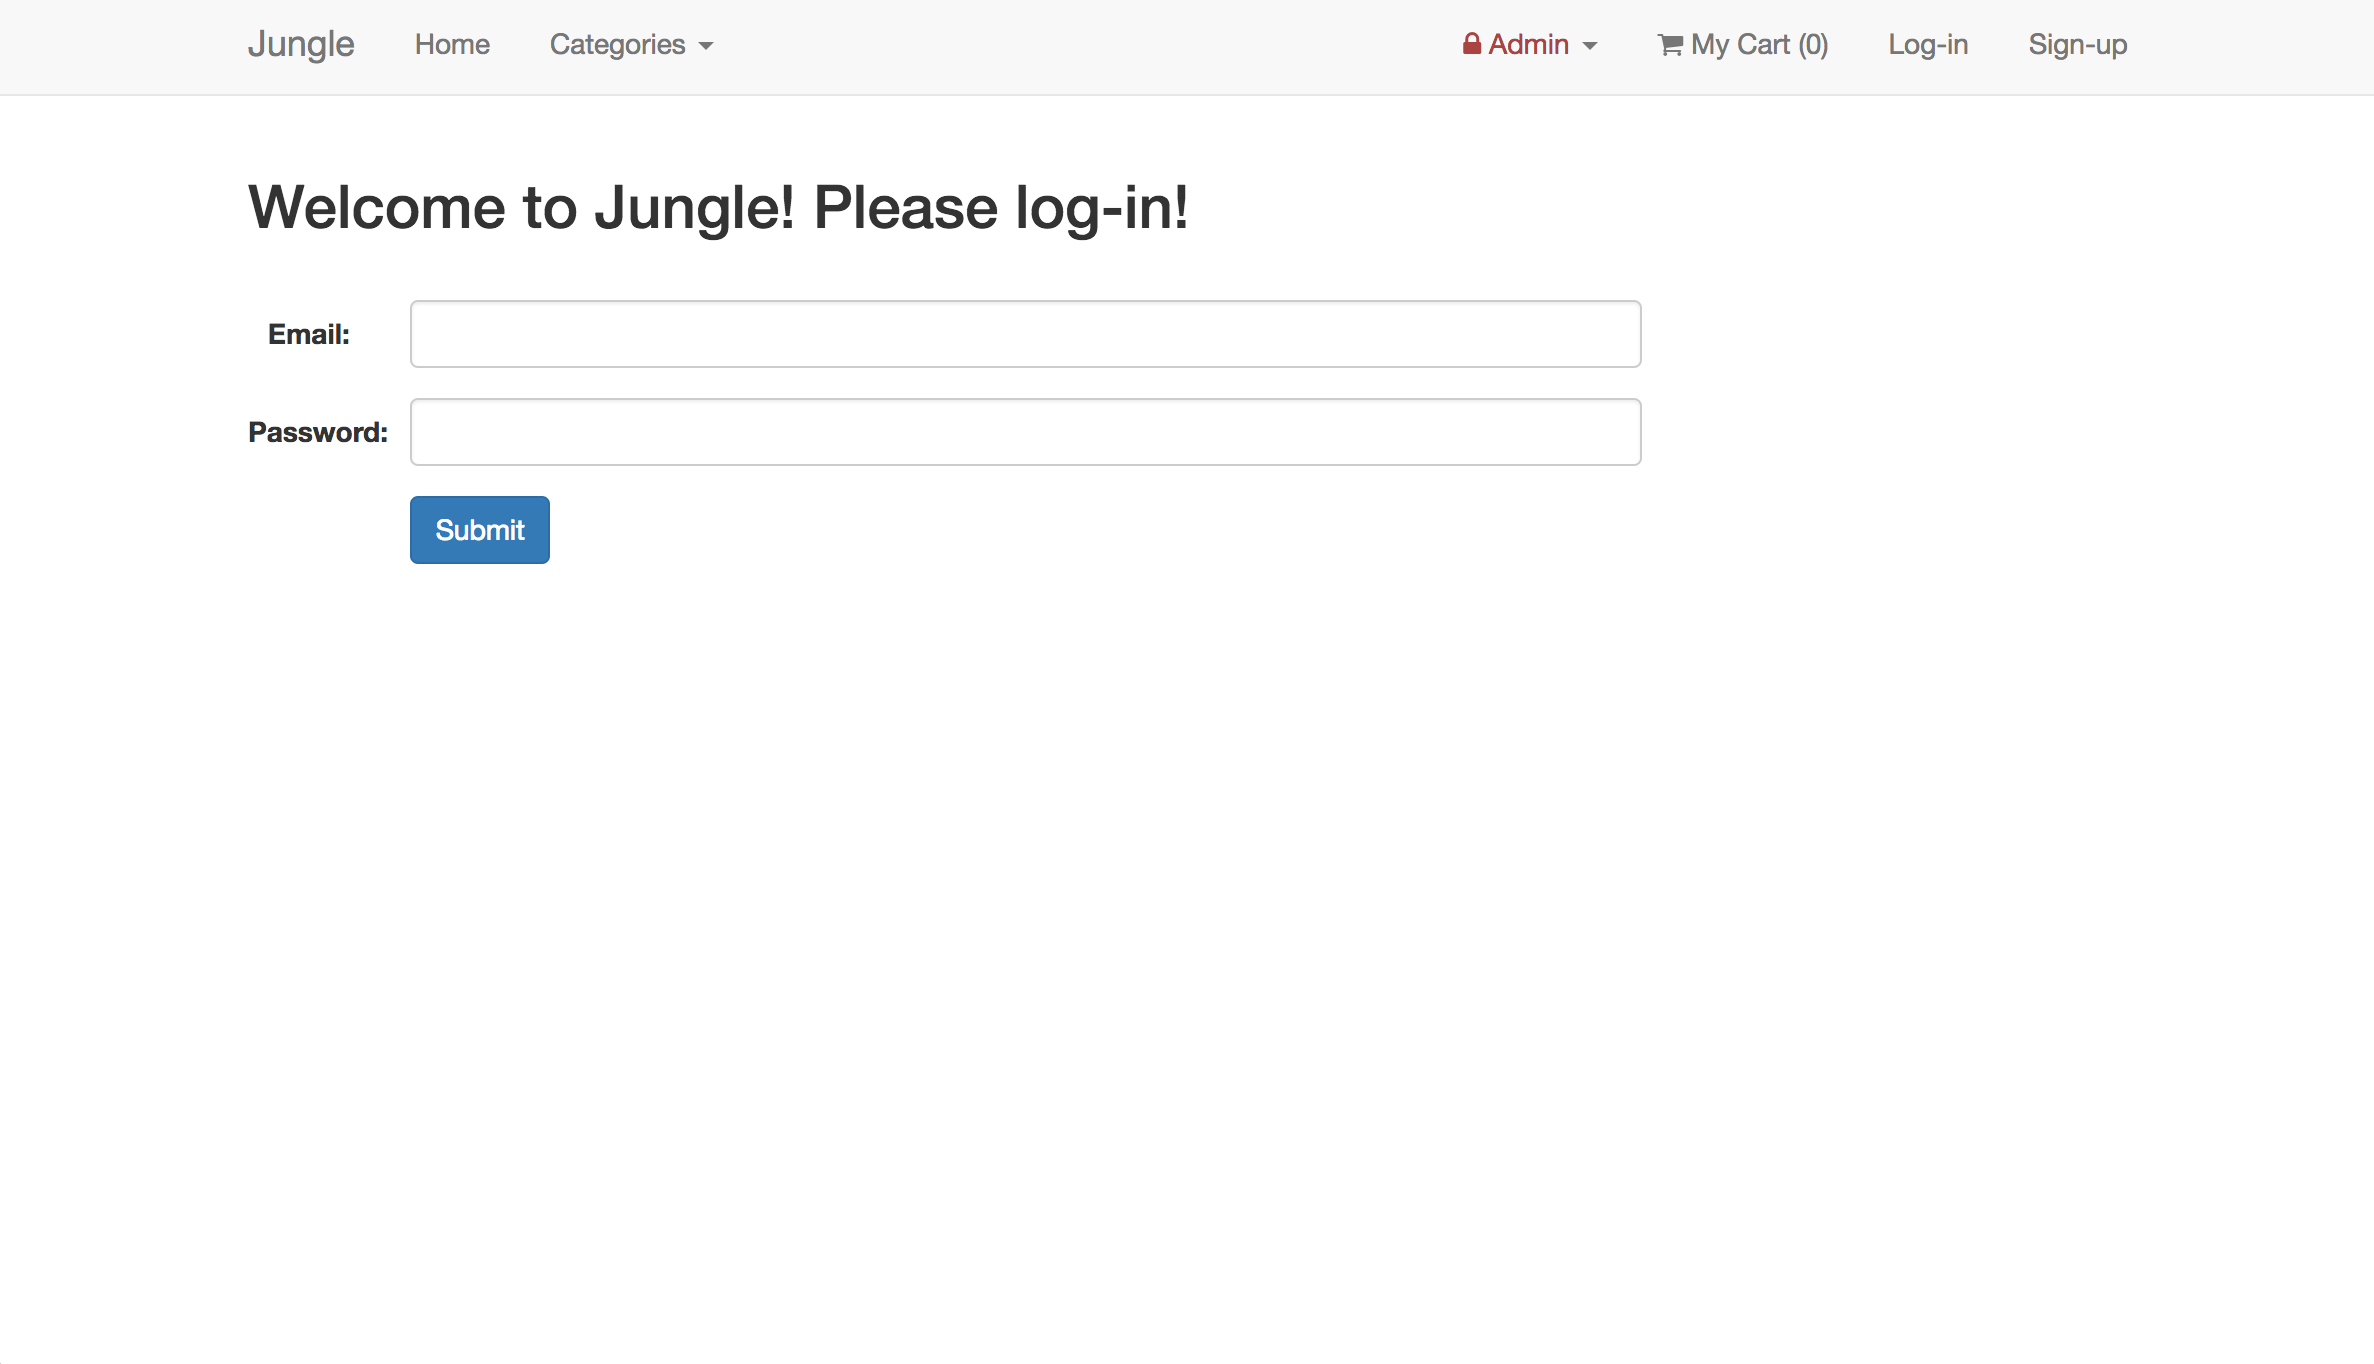 Jungle Home Categories Admin My Cart (0) Log-in Sign-up
Welcome to Jungle! Please log-in!
Email:
Password:
Submit